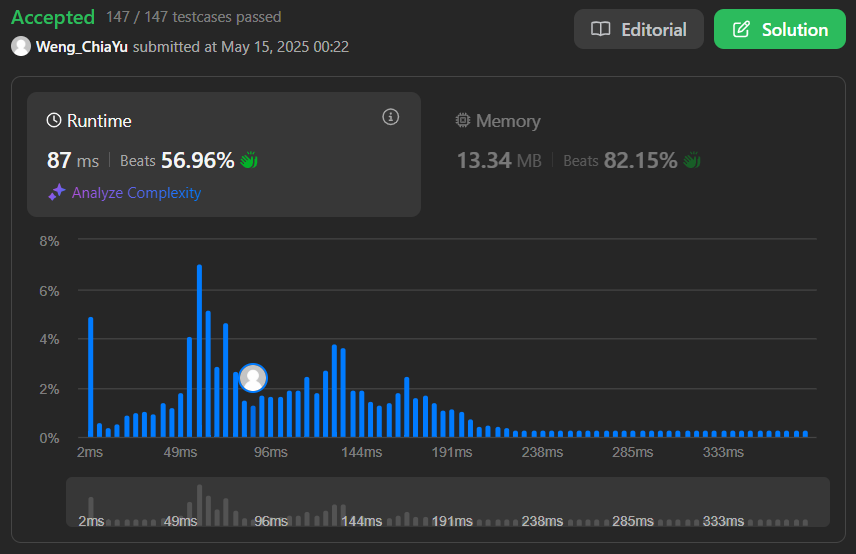 Accepted 147 / 147 testcases passed
Weng_ChiaYu submitted at May 15, 2025 00:22
Editorial
Solution
Runtime
87 ms Beats 56.96%
Analyze Complexity
Memory
13.34 MB Beats 82.15%
8%
6%
4%
2%
0%
2ms 49ms 96ms 144ms 191ms 238ms 285ms 333ms
2ms 49ms 96ms 144ms 191ms 238ms 285ms 333ms